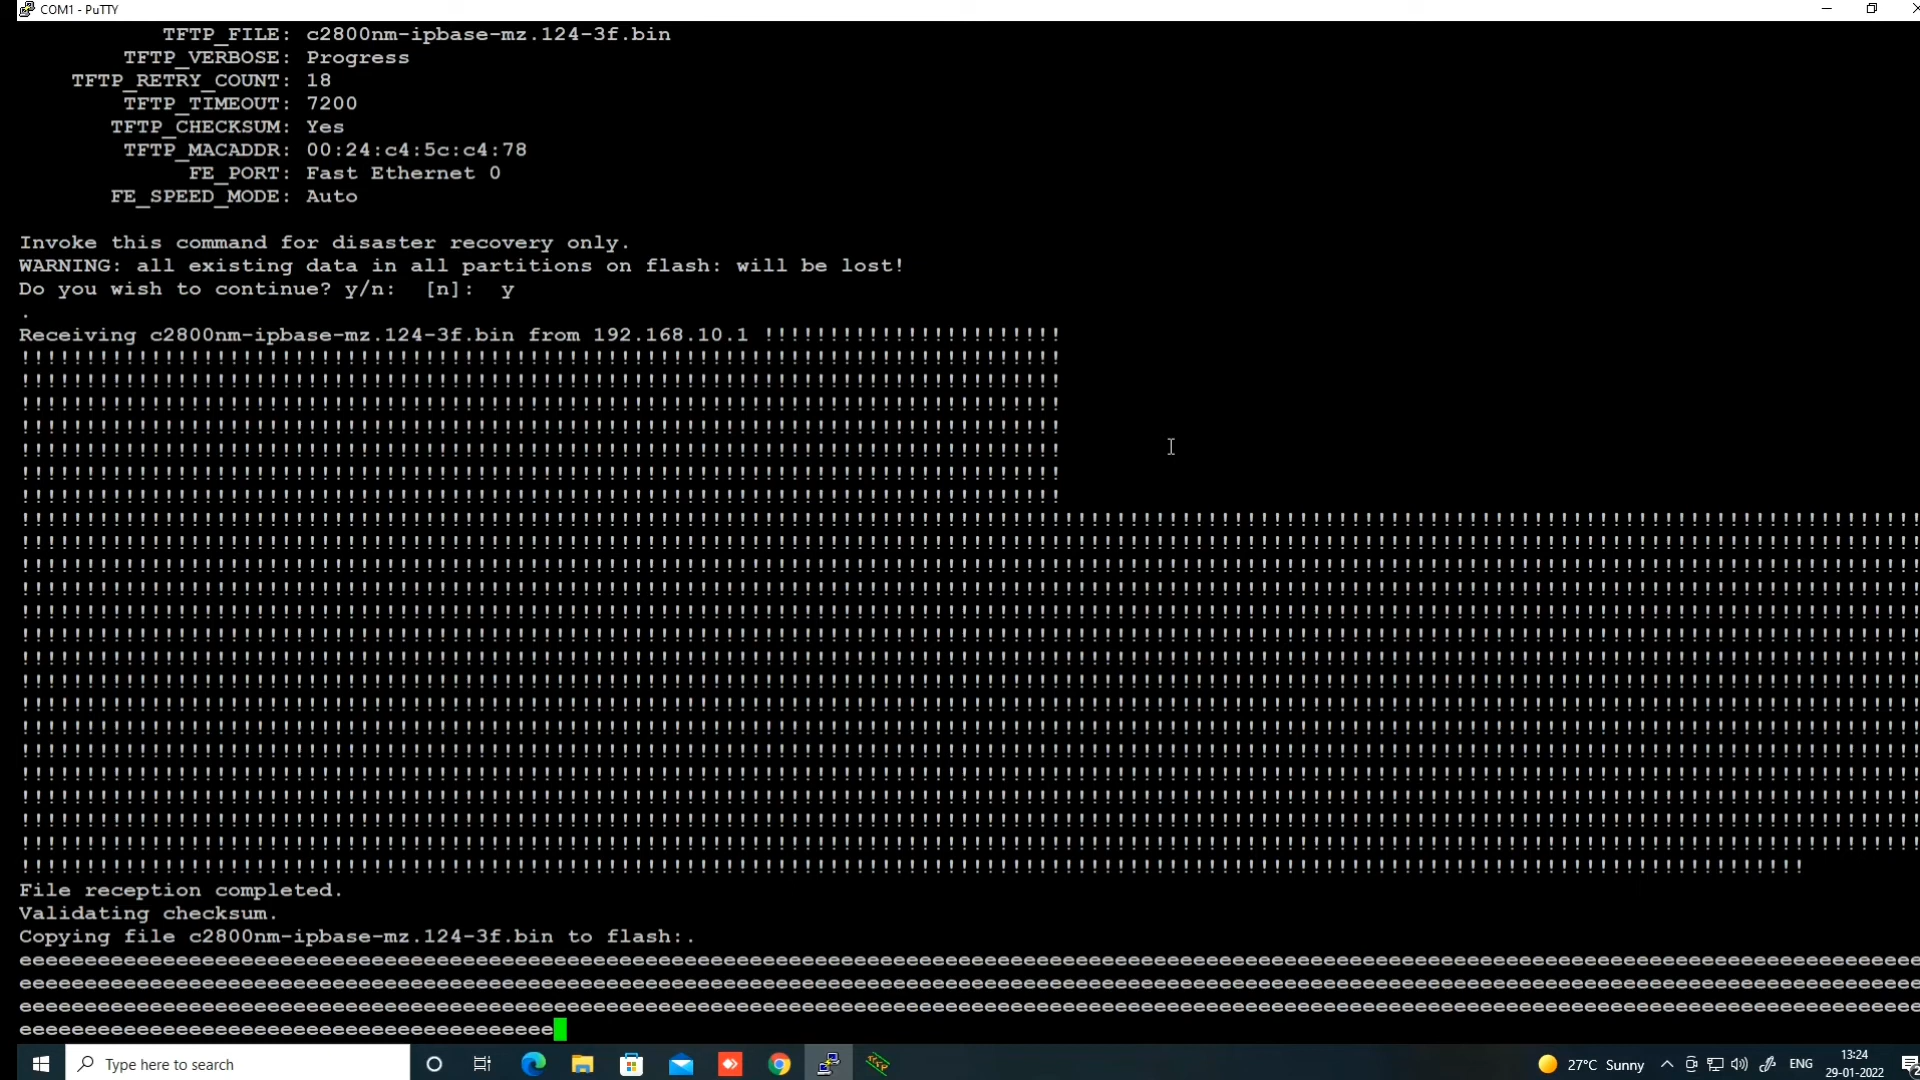 COM1 - PuTTY
TFTP_FILE: c2800nm-ipbase-mz.124-3f.bin
TFTP_VERBOSE: Progress
TFTP_RETRY_COUNT: 18
TFTP_TIMEOUT: 7200
TFTP_CHECKSUM: Yes
TFTP_MACADDR: 00:24:c4:5c:c4:78
FE_PORT: Fast Ethernet 0
FE_SPEED_MODE: Auto
Invoke this command for disaster recovery only.
WARNING: all existing data in all partitions on flash: will be lost!
Do you wish to continue? y/n:  [n]:  y
.
Receiving c2800nm-ipbase-mz.124-3f.bin from 192.168.10.1 !!!!!!!!!!!!!!!!!!!!!!!
File reception completed.
Validating checksum.
Copying file c2800nm-ipbase-mz.124-3f.bin to flash:.
eeeeeeeeeeeeeeeeeeeeeeeeeeeeeeeeeeeeeeeee
Type here to search
27°C Sunny
ENG
13:24
29-01-2022